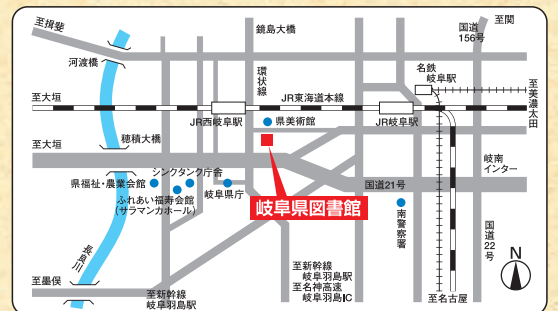 至揖斐
鏡島大橋
至関
国道
156号
河渡橋
環状線
名鉄
岐阜駅
至大垣
JR東海道本線
至美濃太田
JR西岐阜駅
JR岐阜駅
県美術館
穂積大橋
至大垣
岐南
インター
シンクタンク庁舎
県福祉・農業会館
岐阜県庁
国道21号
ふれあい福寿会館
(サラマンカホール)
岐阜県図書館
南警察署
国道22号
長良川
N
至墨俣
至新幹線
岐阜羽島駅
至新幹線
岐阜羽島駅
至名神高速
岐阜羽島IC
至名古屋